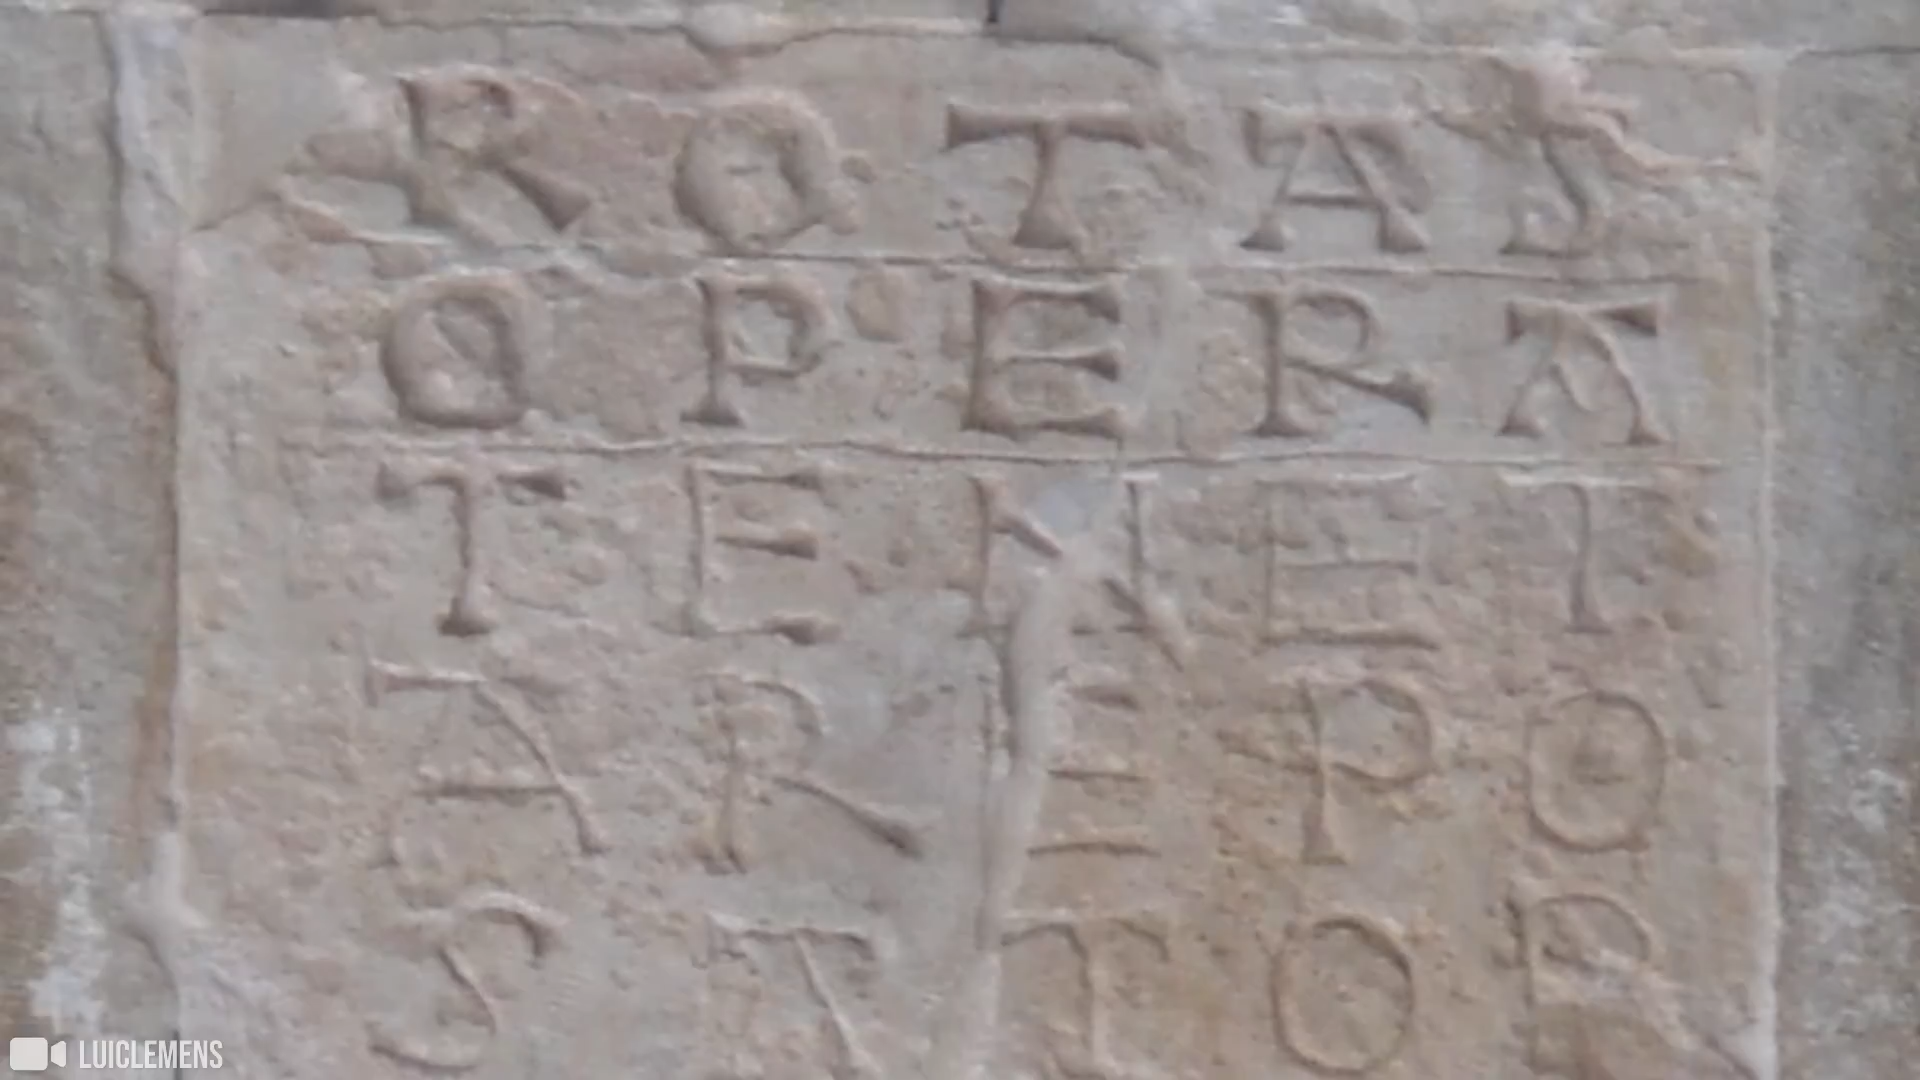 ROTAS
OPERA
TENET
AREPO
SATOR
LUICLEMENS